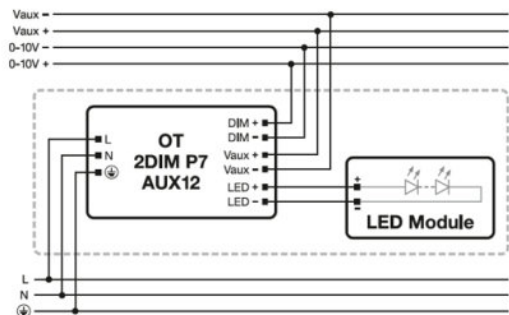 Vaux -
Vaux +
0-10V -
0-10V +
L
N
OT
2DIM P7
AUX12
DIM +
DIM -
Vaux +
Vaux -
LED +
LED -
+
-
LED Module
L
N